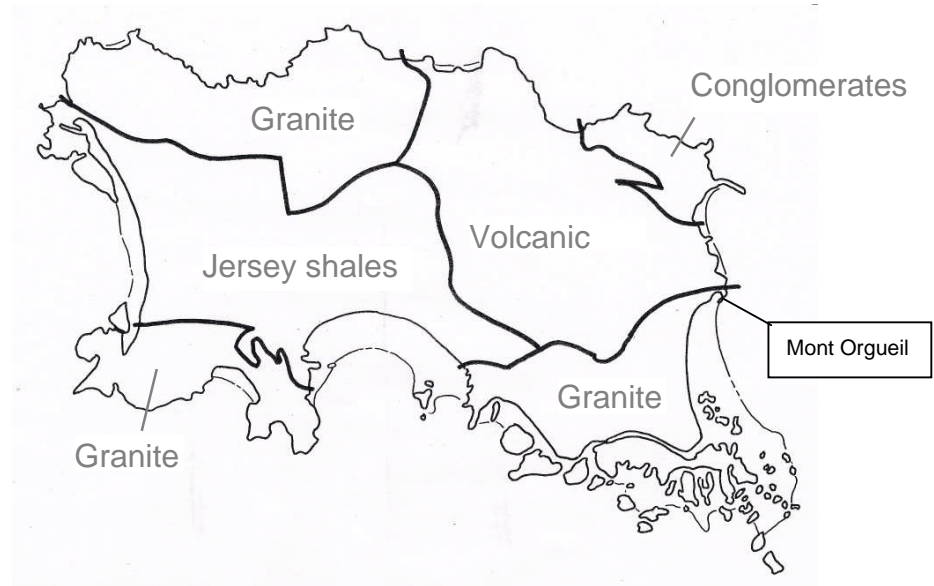 Conglomerates
Granite
Volcanic
Jersey shales
Mont Orgueil
Granite
Granite